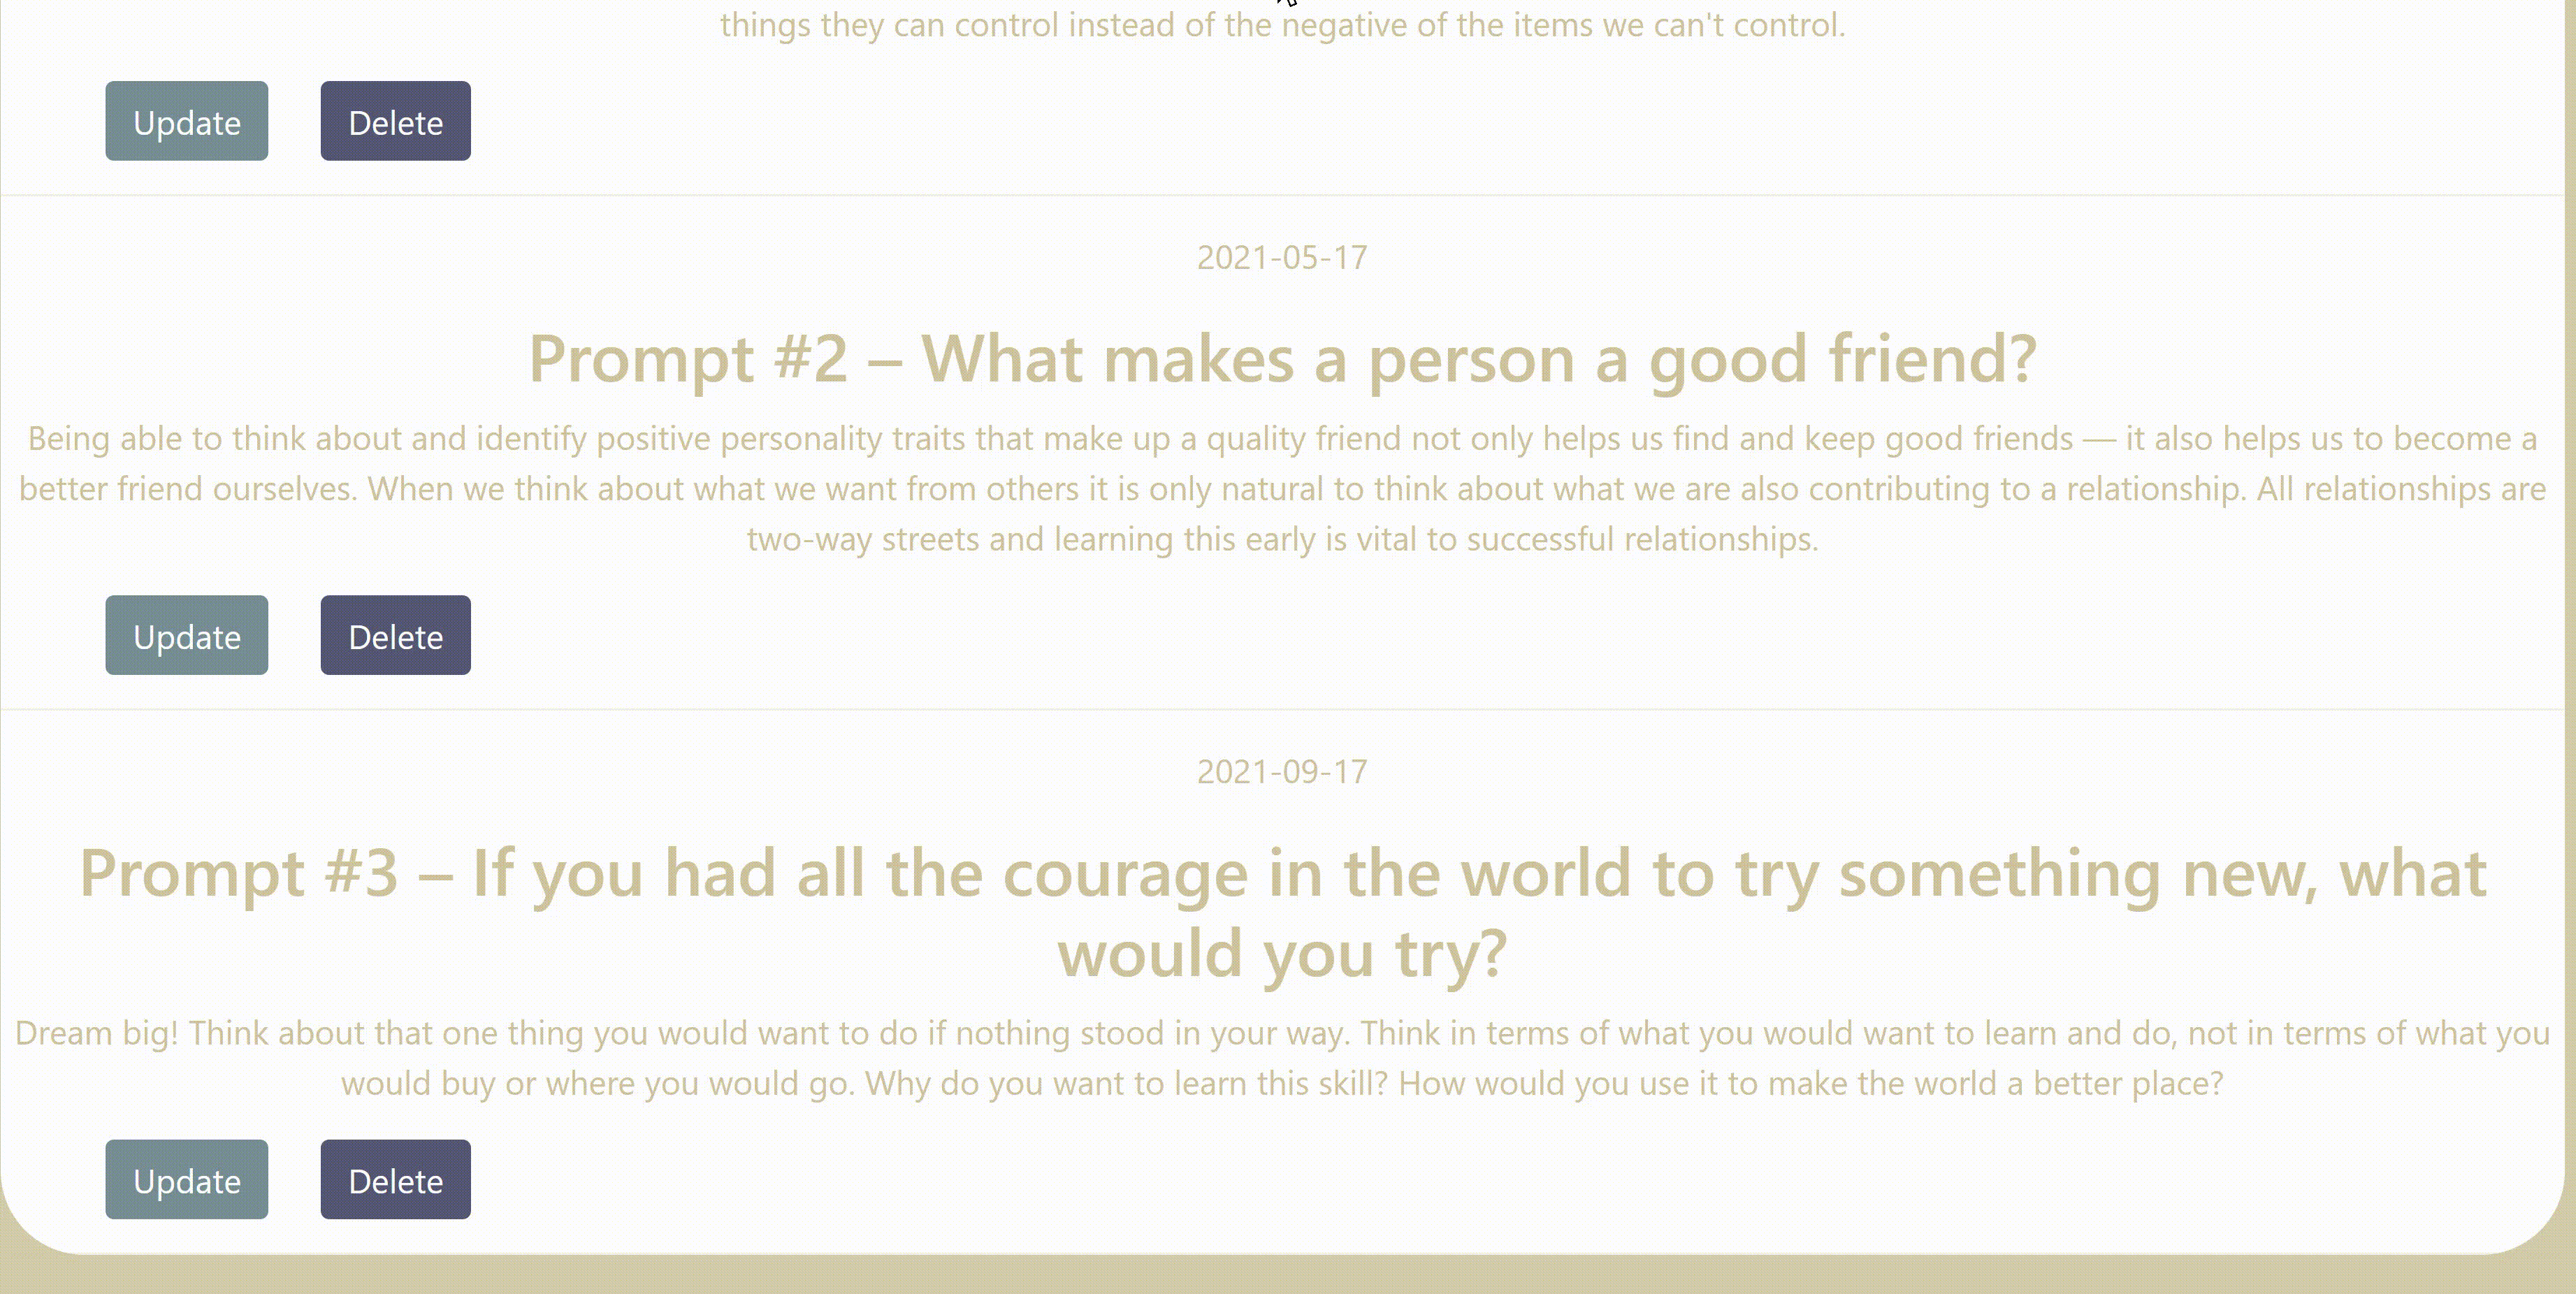 things they can control instead of the negative of the items we can't control.
Update Delete
2021-05-17
Prompt #2 – What makes a person a good friend?
Being able to think about and identify positive personality traits that make up a quality friend not only helps us find and keep good friends — it also helps us to become a
better friend ourselves. When we think about what we want from others it is only natural to think about what we are also contributing to a relationship. All relationships are
two-way streets and learning this early is vital to successful relationships.
Update Delete
2021-09-17
Prompt #3 – If you had all the courage in the world to try something new, what
would you try?
Dream big! Think about that one thing you would want to do if nothing stood in your way. Think in terms of what you would want to learn and do, not in terms of what you
would buy or where you would go. Why do you want to learn this skill? How would you use it to make the world a better place?
Update Delete